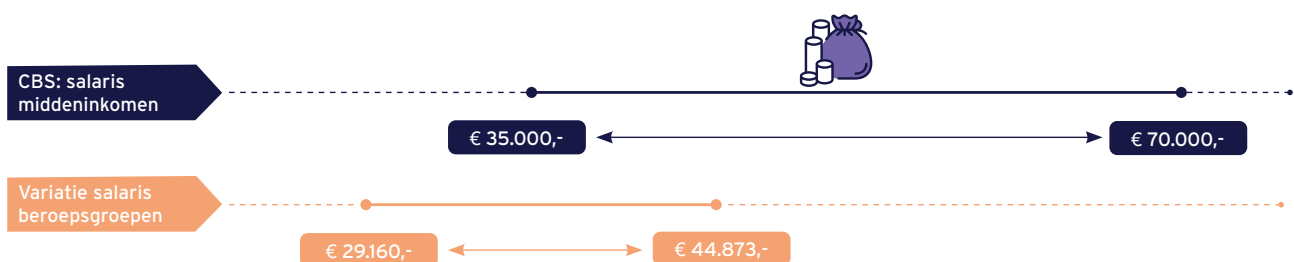 CBS: salaris
middeninkomen
€ 35.000,-
€ 70.000,-
Variatie salaris
beroepsgroepen
€ 29.160,-
€ 44.873,-